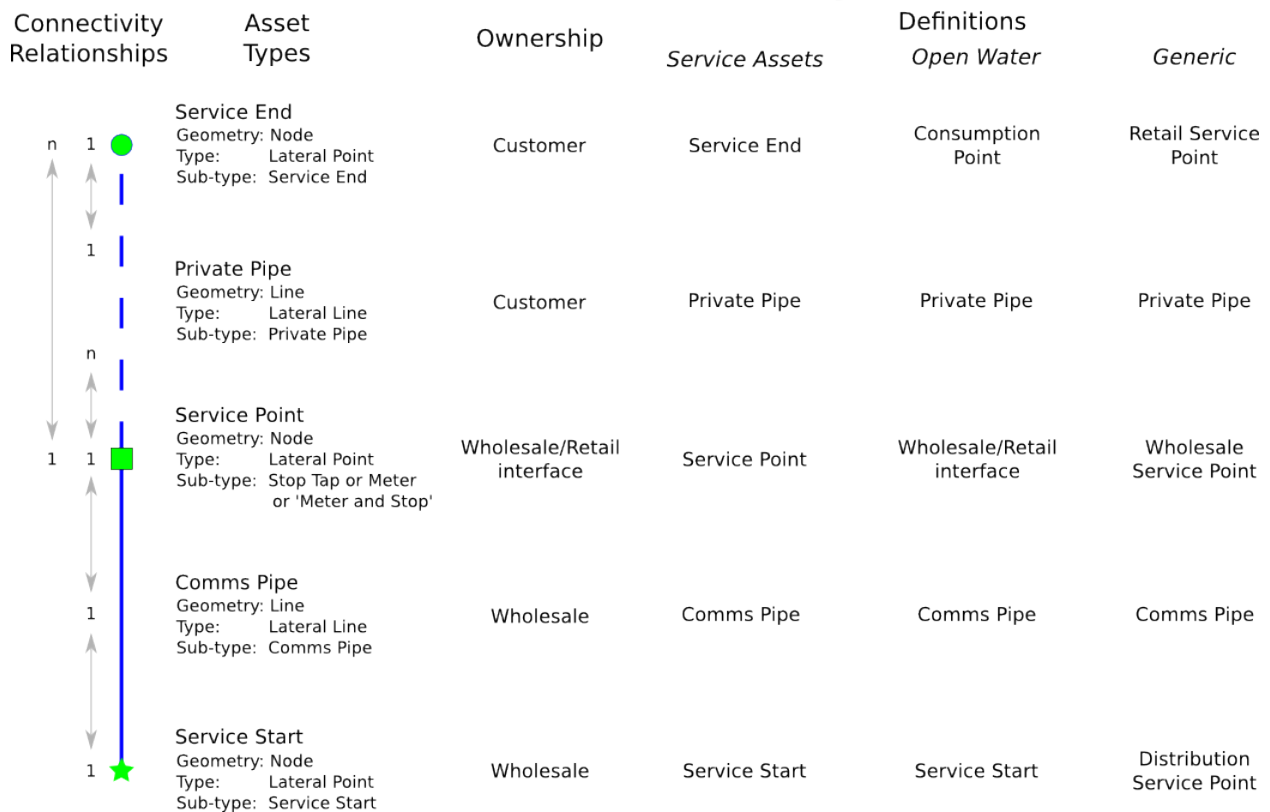 Connectivity
Relationships
Asset
Types
Ownership
Definitions
Service Assets
Open Water
Generic
n
1
Service End
Geometry: Node
Type: Lateral Point
Sub-type: Service End
Customer
Service End
Consumption
Point
Retail Service
Point
1
Private Pipe
Geometry: Line
Type: Lateral Line
Sub-type: Private Pipe
Customer
Private Pipe
Private Pipe
Private Pipe
n
1
1
Service Point
Geometry: Node
Type: Lateral Point
Sub-type: Stop Tap or Meter
or 'Meter and Stop'
Wholesale/Retail
interface
Service Point
Wholesale/Retail
interface
Wholesale
Service Point
1
Comms Pipe
Geometry: Line
Type: Lateral Line
Sub-type: Comms Pipe
Wholesale
Comms Pipe
Comms Pipe
Comms Pipe
1
Service Start
Geometry: Node
Type: Lateral Point
Sub-type: Service Start
Wholesale
Service Start
Service Start
Distribution
Service Point